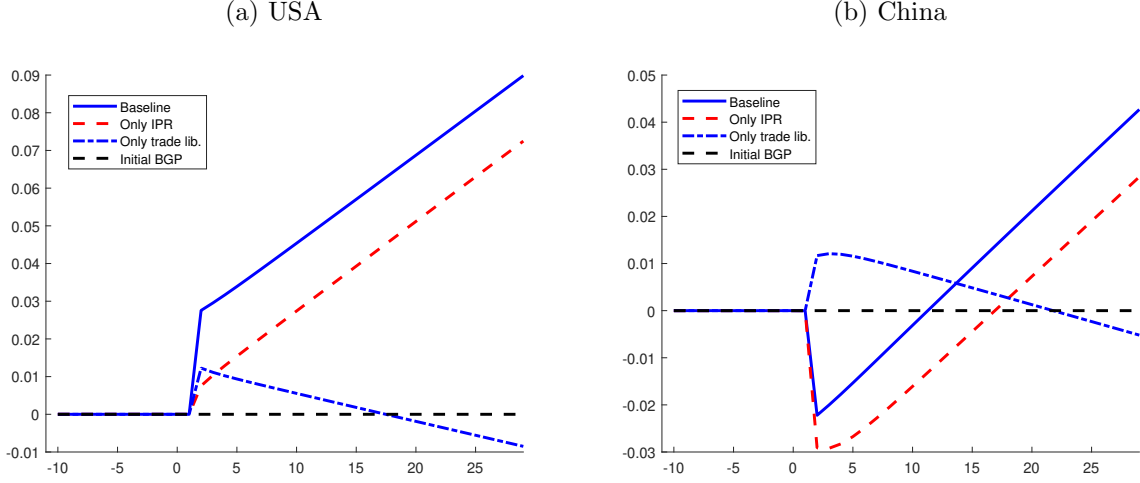 (a) USA
0.09
0.08
0.07
0.06
0.05
0.04
0.03
0.02
0.01
0
-0.01
-10 -5 0 5 10 15 20 25
Baseline
Only IPR
Only trade lib.
Initial BGP
(b) China
0.05
0.04
0.03
0.02
0.01
0
-0.01
-0.02
-0.03
-10 -5 0 5 10 15 20 25
Baseline
Only IPR
Only trade lib.
Initial BGP